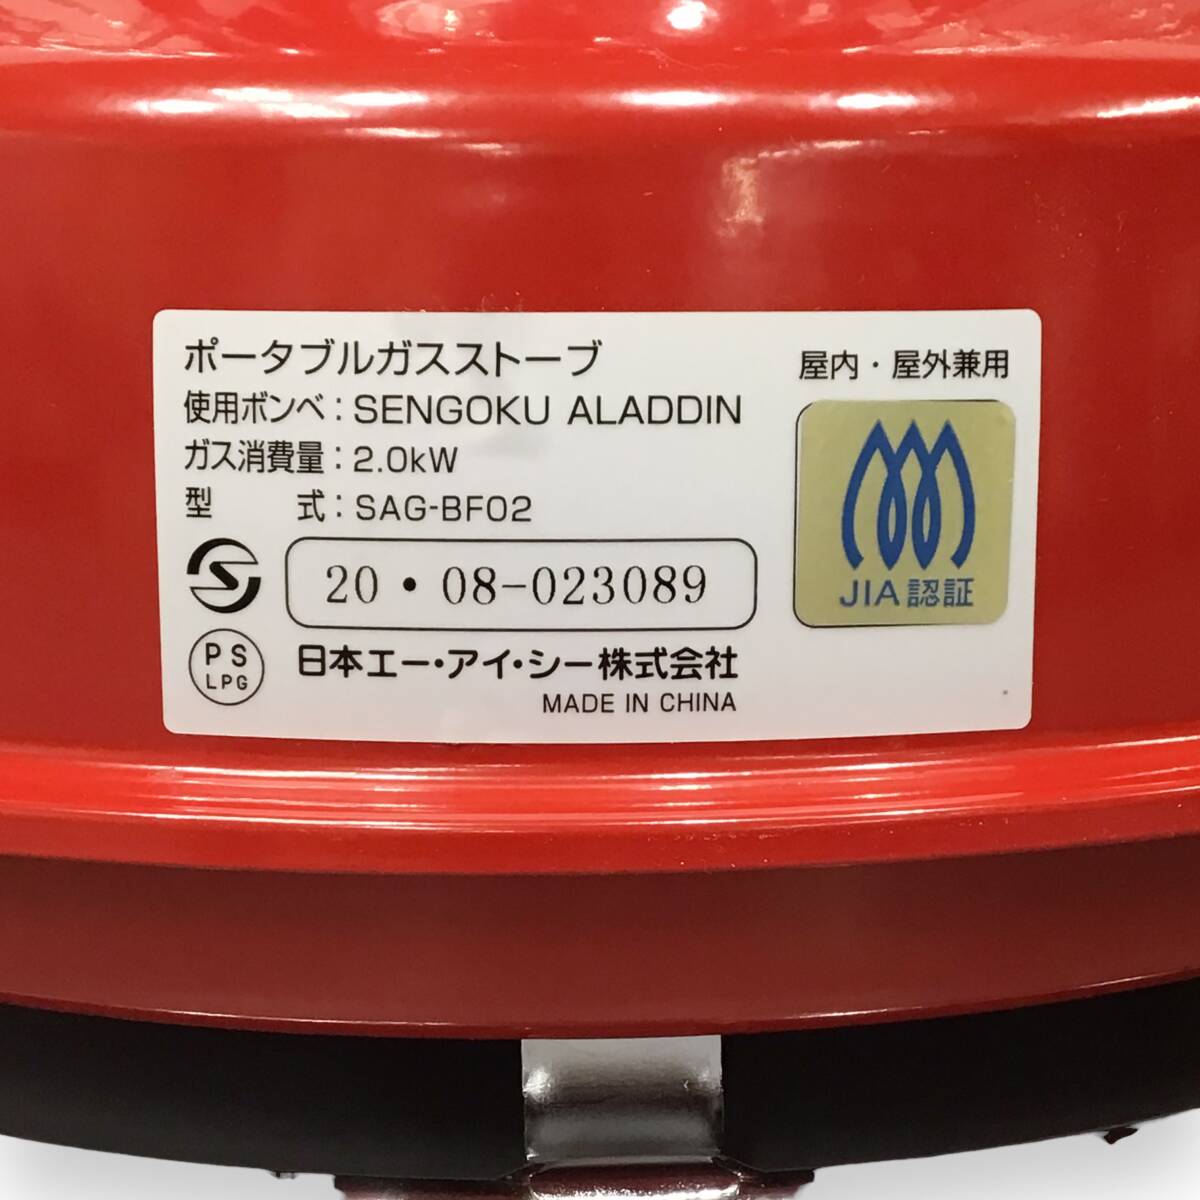 ポータブルガスストーブ
使用ボンベ：SENGOKU ALADDIN
ガス消費量：2.0kW
型 式：SAG-BF02
20・08-023089
PS
LPG
日本エー・アイ・シー株式会社
MADE IN CHINA
屋内・屋外兼用
JIA認証